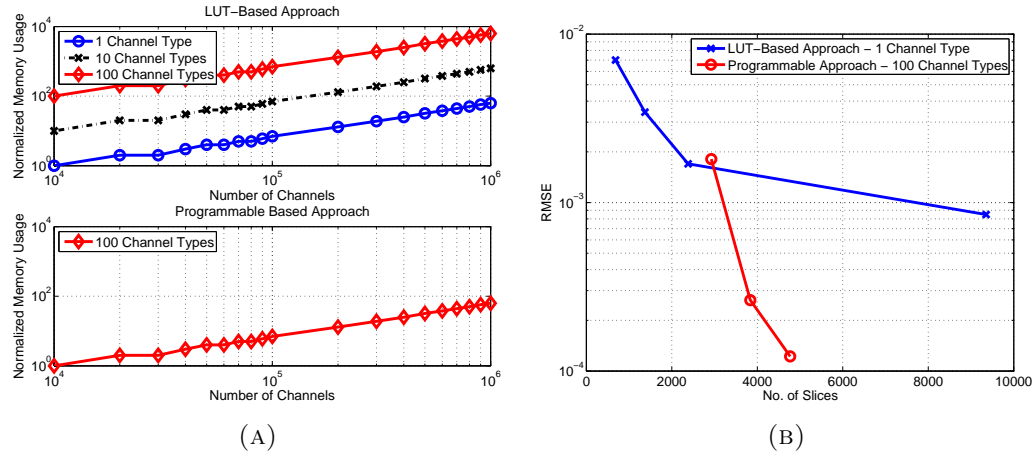 LUT−Based Approach
Normalized Memory Usage
10^4
10^2
10^0
1 Channel Type
10 Channel Types
100 Channel Types
10^4
10^5
10^6
Number of Channels
Programmable Based Approach
Normalized Memory Usage
10^4
10^2
10^0
100 Channel Types
10^4
10^5
10^6
Number of Channels
(A)
RMSE
10^−2
10^−3
10^−4
LUT−Based Approach − 1 Channel Type
Programmable Approach − 100 Channel Types
0
2000
4000
6000
8000
10000
No. of Slices
(B)